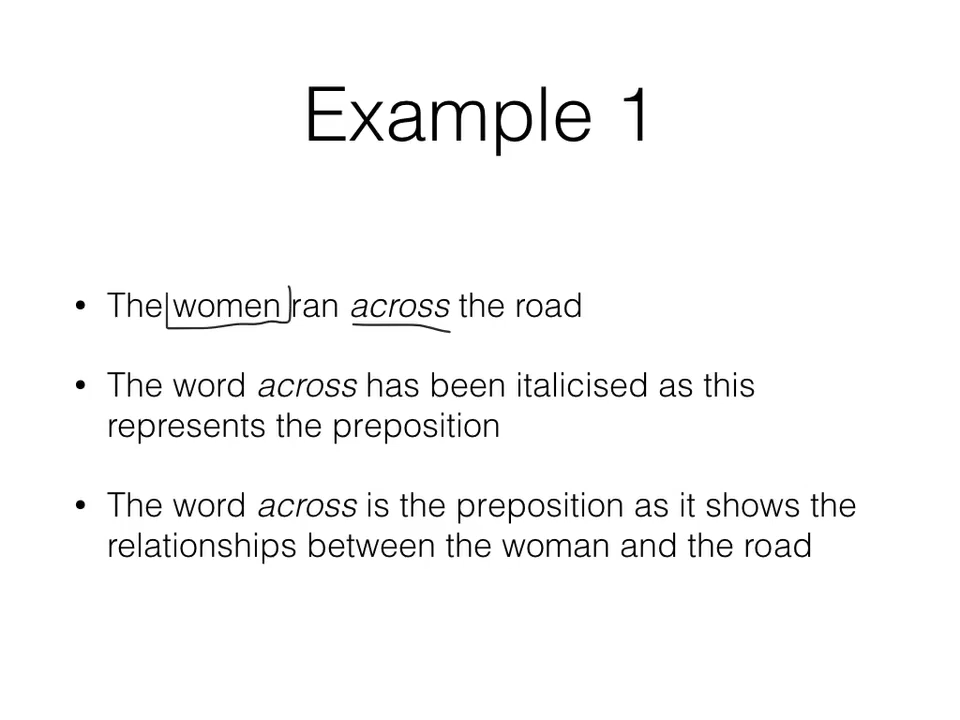 Example 1
• The women ran across the road
• The word across has been italicised as this
represents the preposition
• The word across is the preposition as it shows the
relationships between the woman and the road